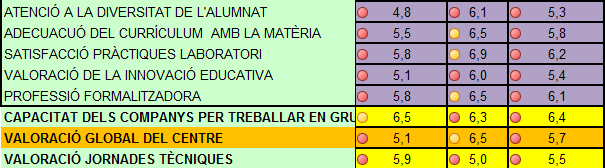 ATENCIÓ A LA DIVERSITAT DE L'ALUMNAT 4,8 6,1 5,3
ADECUACUÓ DEL CURRÍCULUM AMB LA MATÈRIA 5,5 6,5 5,8
SATISFACCIÓ PRÀCTIQUES LABORATORI 5,8 6,9 6,2
VALORACIÓ DE LA INNOVACIÓ EDUCATIVA 5,1 6,0 5,4
PROFESSIÓ FORMALITZADORA 5,8 6,5 6,1
CAPACITAT DELS COMPANYS PER TREBALLAR EN GRU 6,5 6,3 6,4
VALORACIÓ GLOBAL DEL CENTRE 5,1 6,5 5,7
VALORACIÓ JORNADES TÈCNIQUES 5,9 5,0 5,5